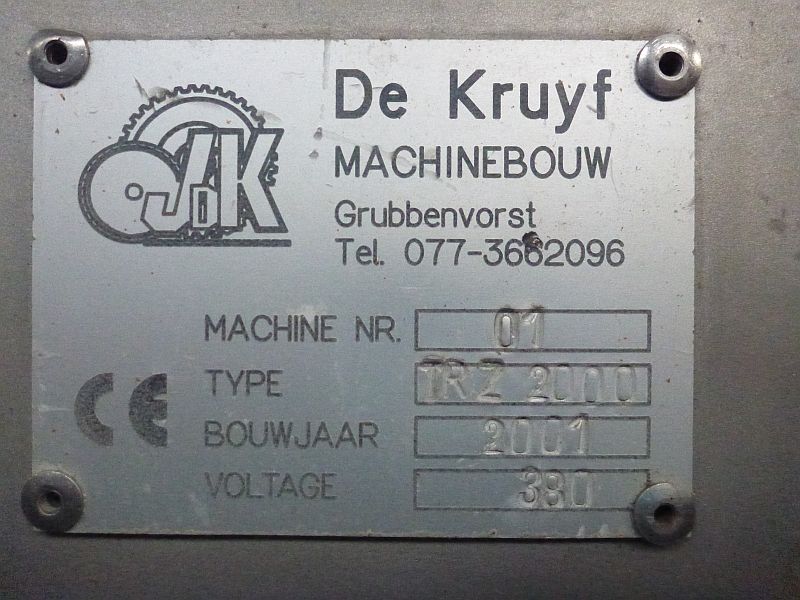 De Kruyf
JDK
MACHINEBOUW
Grubbenvorst
Tel. 077-3662096
MACHINE NR. 01
TYPE TRZ 2000
CE
BOUWJAAR 2001
VOLTAGE 380